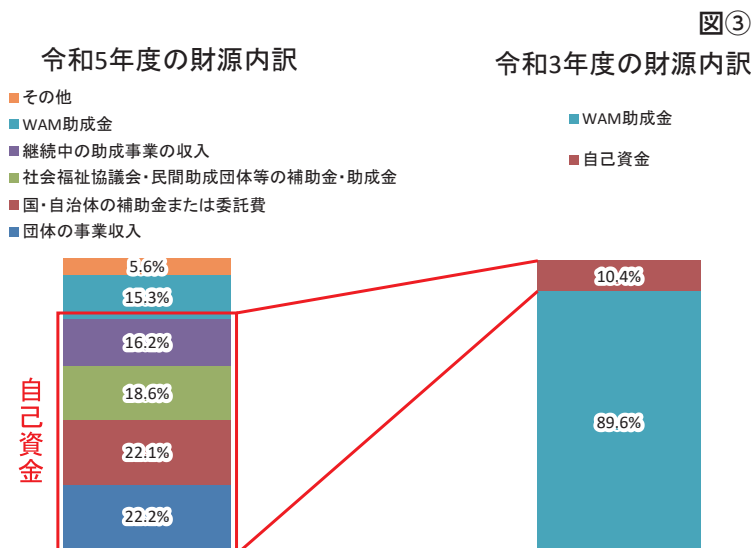 図③
令和5年度の財源内訳
その他
WAM助成金
継続中の助成事業の収入
社会福祉協議会・民間助成団体等の補助金・助成金
国・自治体の補助金または委託費
団体の事業収入
5.6%
15.3%
16.2%
18.6%
22.1%
22.2%
自己資金
令和3年度の財源内訳
WAM助成金
自己資金
10.4%
89.6%